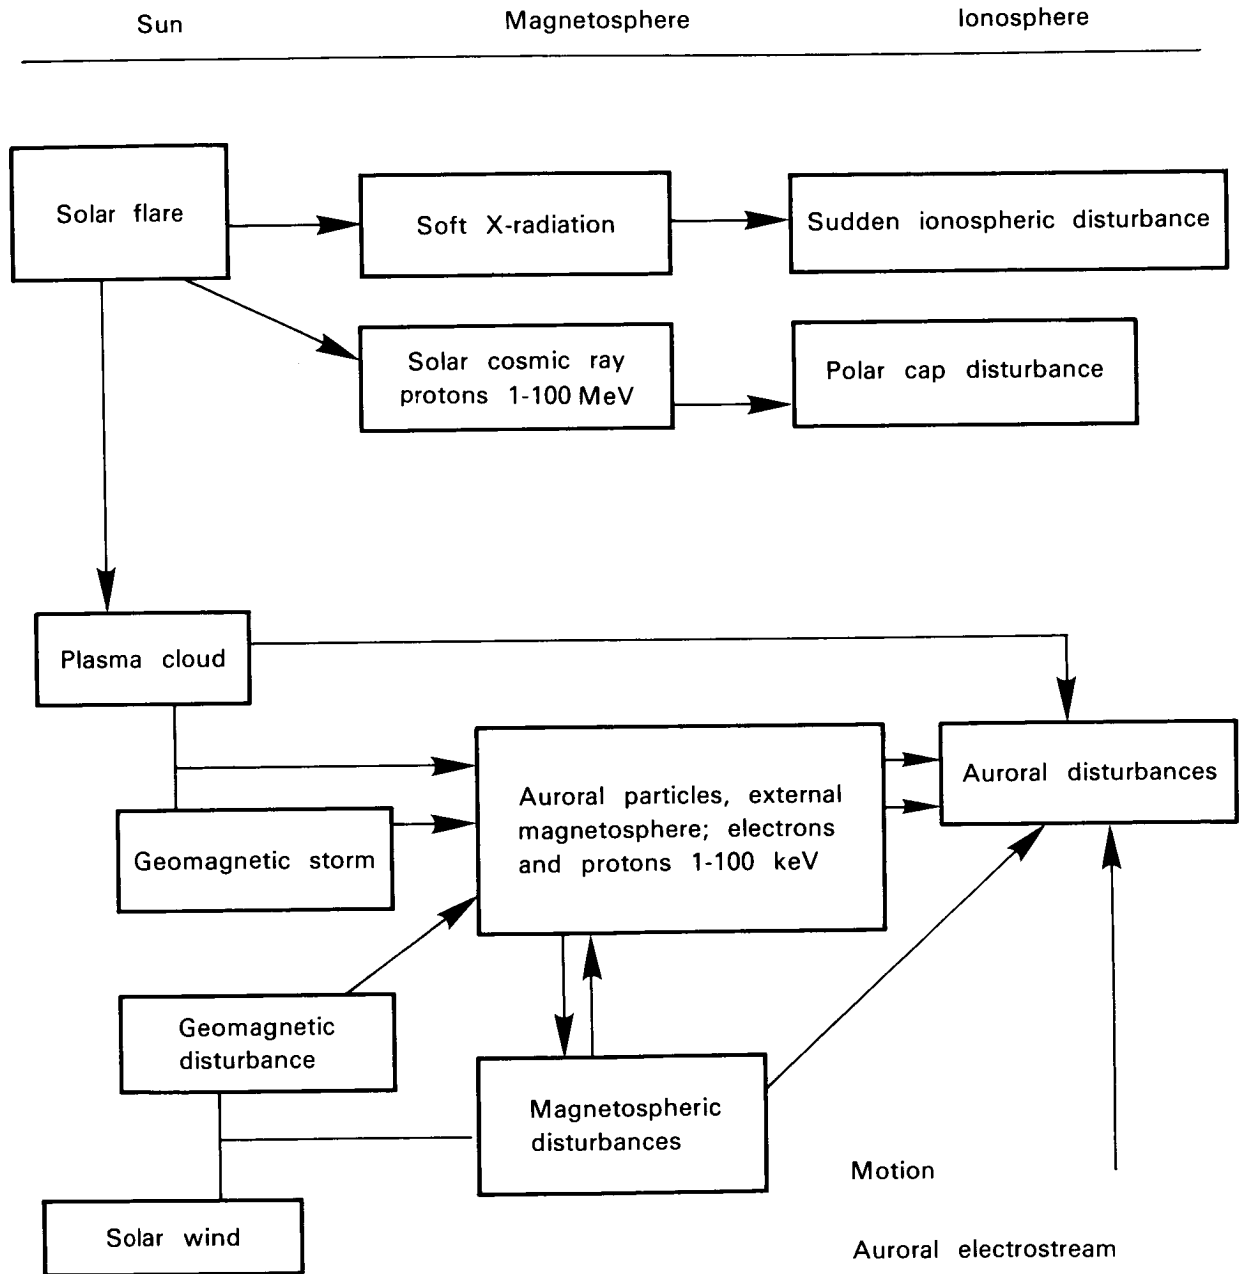 Sun
Magnetosphere
Ionosphere
Solar flare
Soft X-radiation
Sudden ionospheric disturbance
Solar cosmic ray
protons 1-100 MeV
Polar cap disturbance
Plasma cloud
Auroral particles, external
magnetosphere; electrons
and protons 1-100 keV
Auroral disturbances
Geomagnetic storm
Geomagnetic
disturbance
Magnetospheric
disturbances
Motion
Solar wind
Auroral electrostream